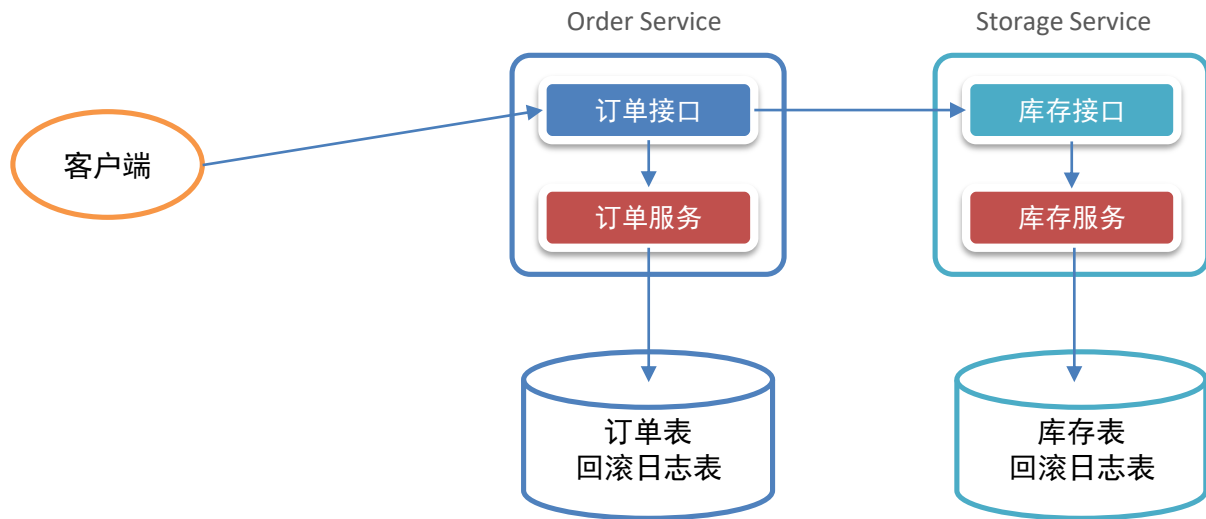 Order Service
Storage Service
客户端
订单接口
库存接口
订单服务
库存服务
订单表
回滚日志表
库存表
回滚日志表